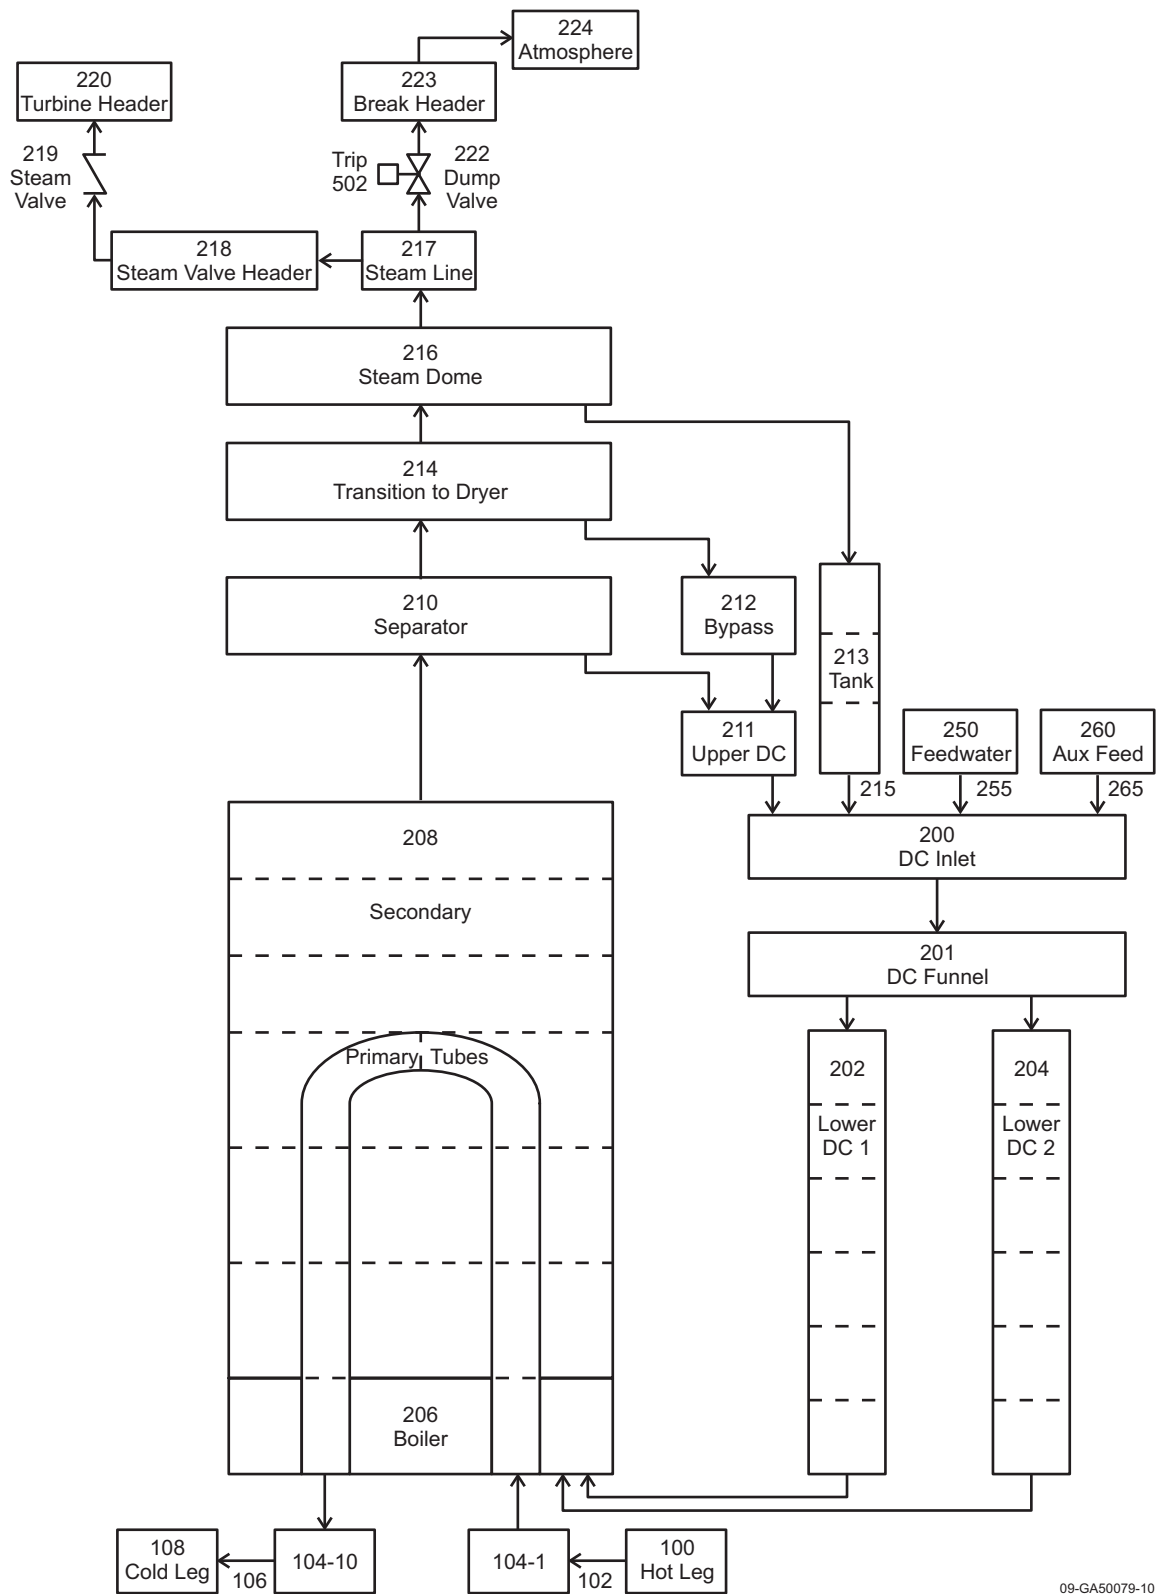 224
Atmosphere
220
Turbine Header
223
Break Header
219
Steam
Valve
Trip
502
222
Dump
Valve
218
Steam Valve Header
217
Steam Line
216
Steam Dome
214
Transition to Dryer
210
Separator
212
Bypass
213
Tank
211
Upper DC
250
Feedwater
260
Aux Feed
215
255
265
208
Secondary
200
DC Inlet
201
DC Funnel
Primary Tubes
202
Lower
DC 1
204
Lower
DC 2
206
Boiler
108
Cold Leg
106
104-10
104-1
102
100
Hot Leg
09-GA50079-10